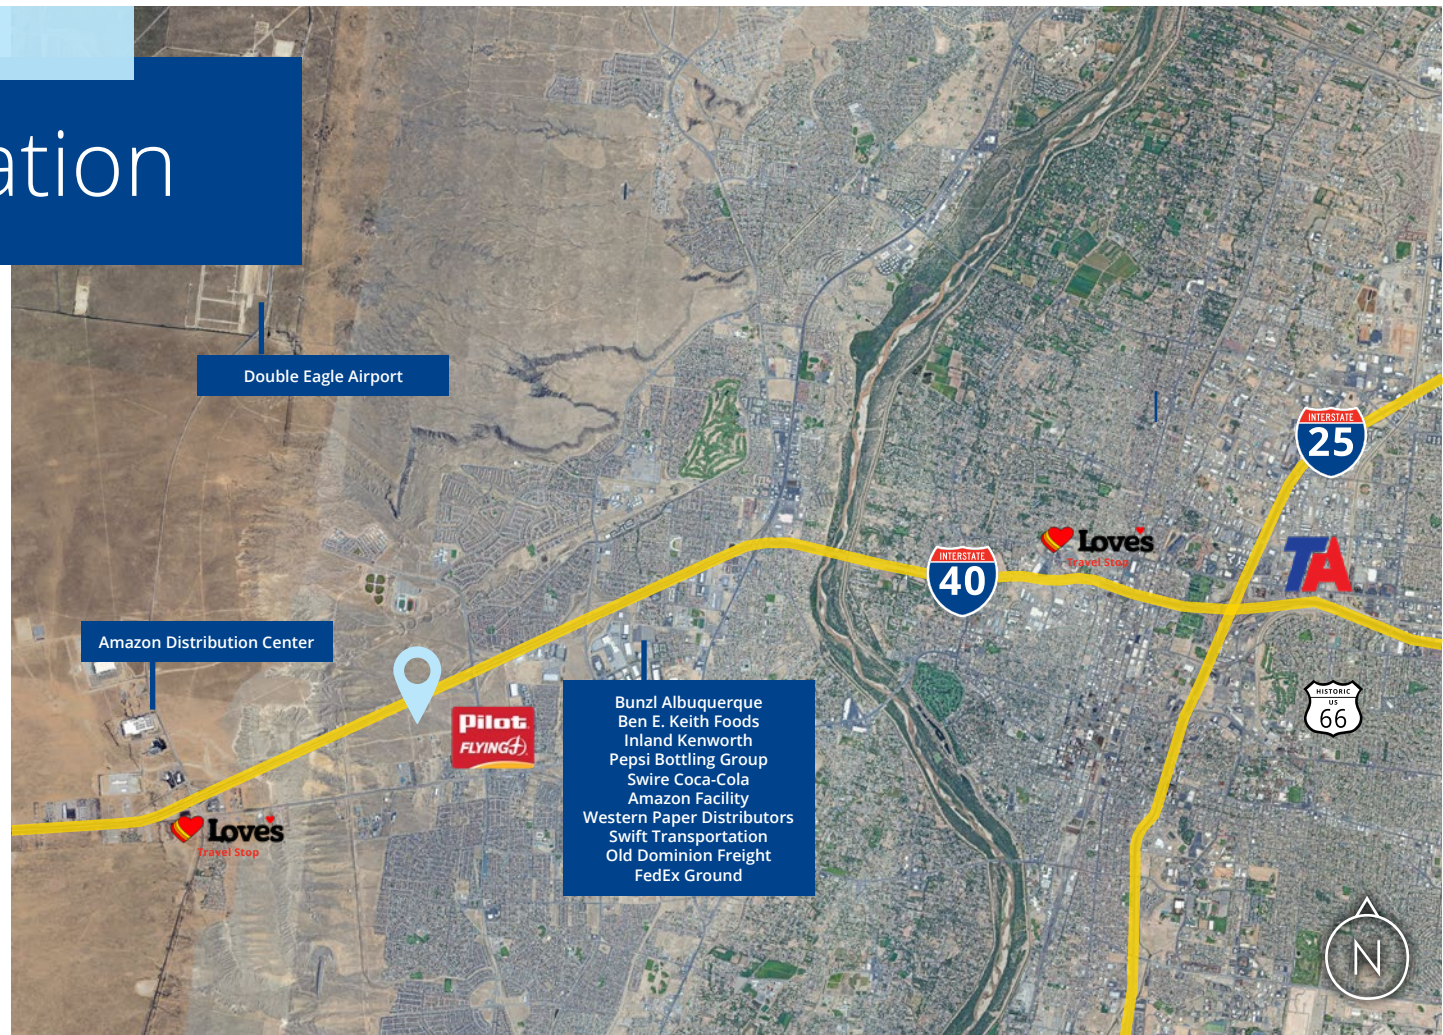 ation
Double Eagle Airport
INTERSTATE
25
Love's
Travel Stop
TA
INTERSTATE
40
Amazon Distribution Center
HISTORIC
US
66
Pilot
FLYING J
Bunzl Albuquerque
Ben E. Keith Foods
Inland Kenworth
Pepsi Bottling Group
Swire Coca-Cola
Amazon Facility
Western Paper Distributors
Swift Transportation
Old Dominion Freight
FedEx Ground
Love's
Travel Stop
N